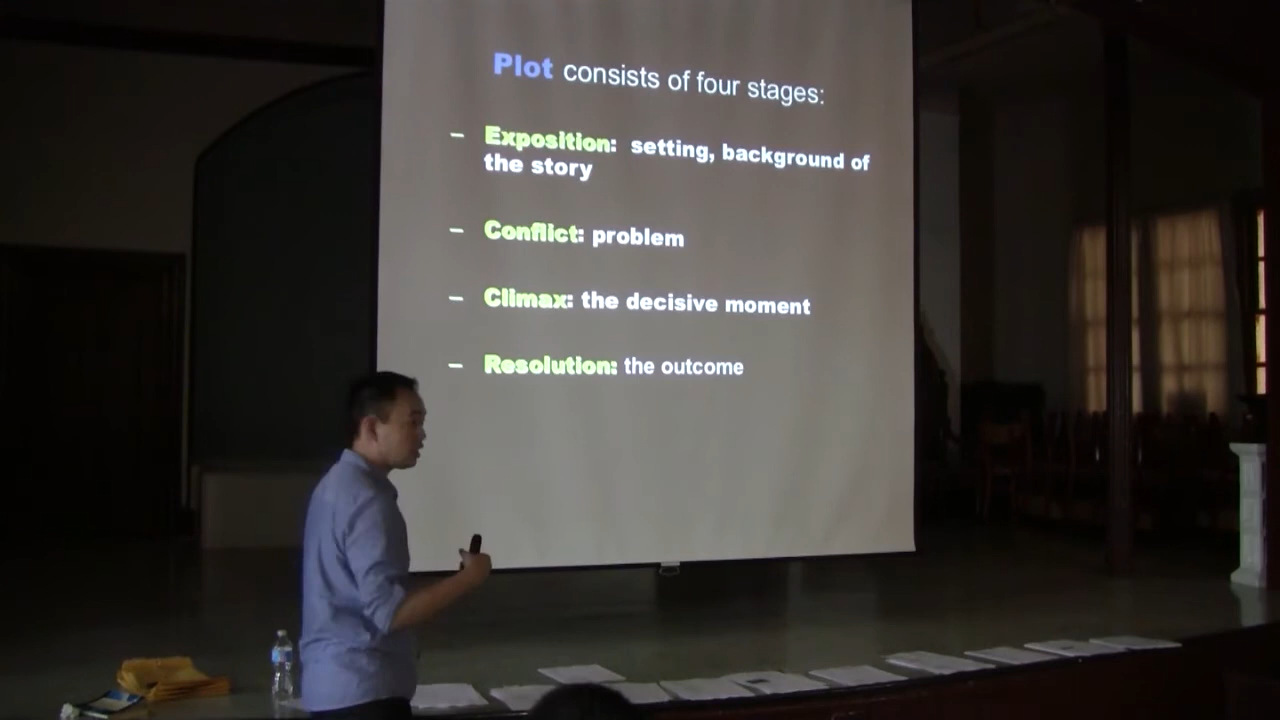 Plot consists of four stages:
– Exposition: setting, background of
the story
– Conflict: problem
– Climax: the decisive moment
– Resolution: the outcome